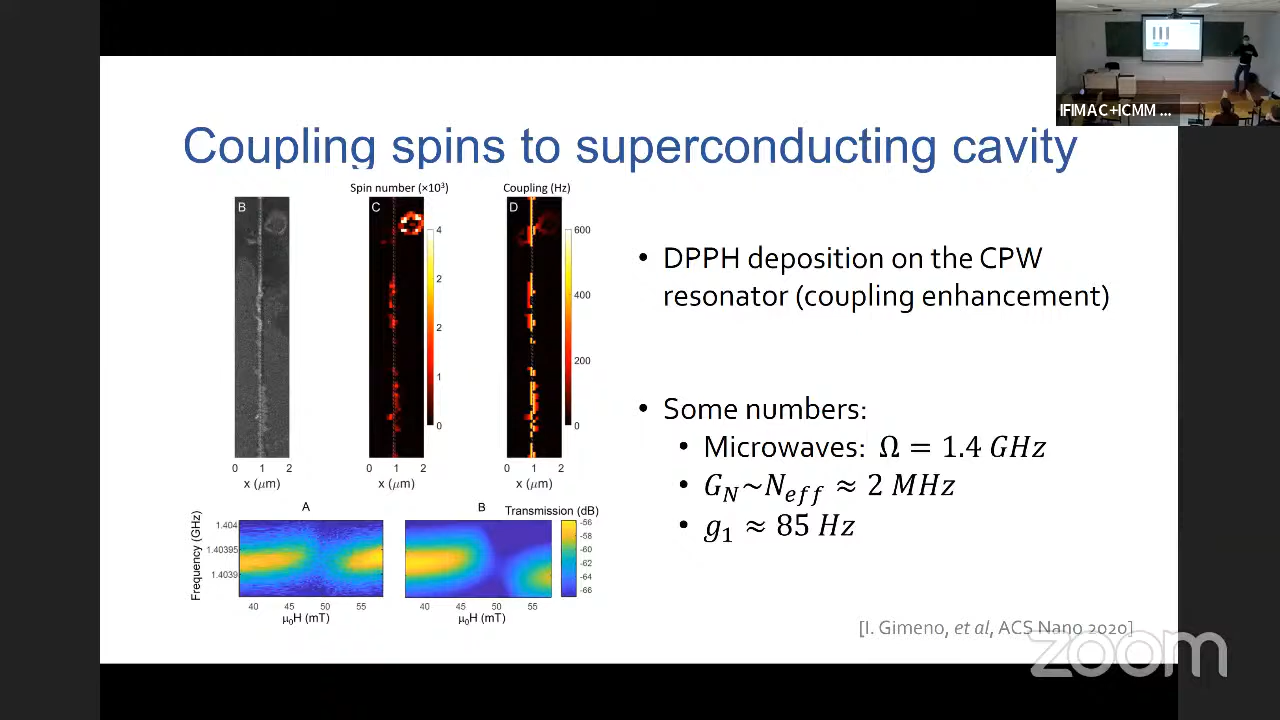 IFIMAC+ICMM ...
Coupling spins to superconducting cavity
Spin number (×10³)
Coupling (Hz)
B
C
D
4
2
2
1
0
600
400
200
0
0 1 2
0 1 2
0 1 2
x (μm)
x (μm)
x (μm)
• DPPH deposition on the CPW
resonator (coupling enhancement)
• Some numbers:
• Microwaves: Ω = 1.4 GHz
• G_N~N_eff ≈ 2 MHz
• g₁ ≈ 85 Hz
A
B
Transmission (dB)
Frequency (GHz)
1.404
1.40395
1.4039
-56
-58
-60
-62
-64
-66
40 45 50 55
40 45 50 55
μ₀H (mT)
μ₀H (mT)
[I. Gimeno, et al, ACS Nano 2020]
zoom